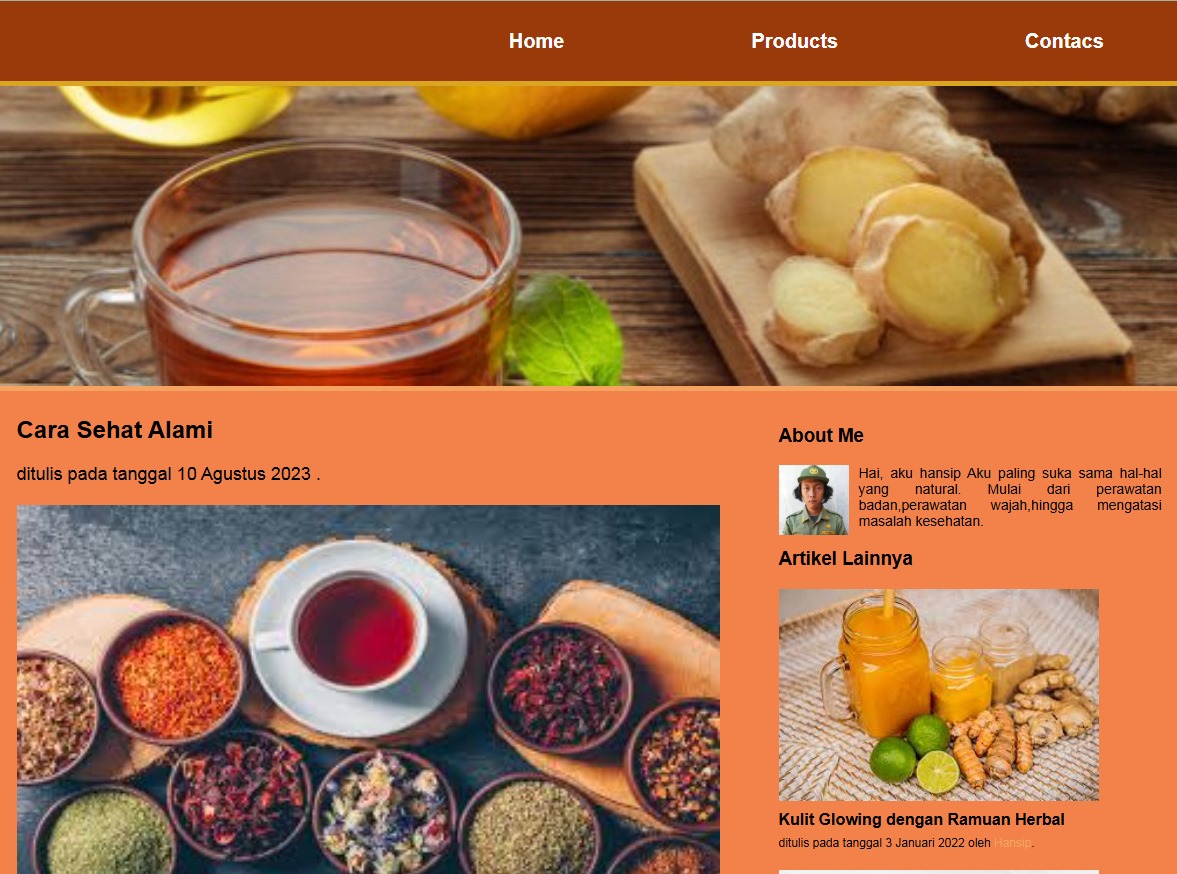 Home
Products
Contacs
Cara Sehat Alami
ditulis pada tanggal 10 Agustus 2023 .
About Me
Hai, aku hansip Aku paling suka sama hal-hal
yang natural. Mulai dari perawatan
badan,perawatan wajah,hingga mengatasi
masalah kesehatan.
Artikel Lainnya
Kulit Glowing dengan Ramuan Herbal
ditulis pada tanggal 3 Januari 2022 oleh Hansip.